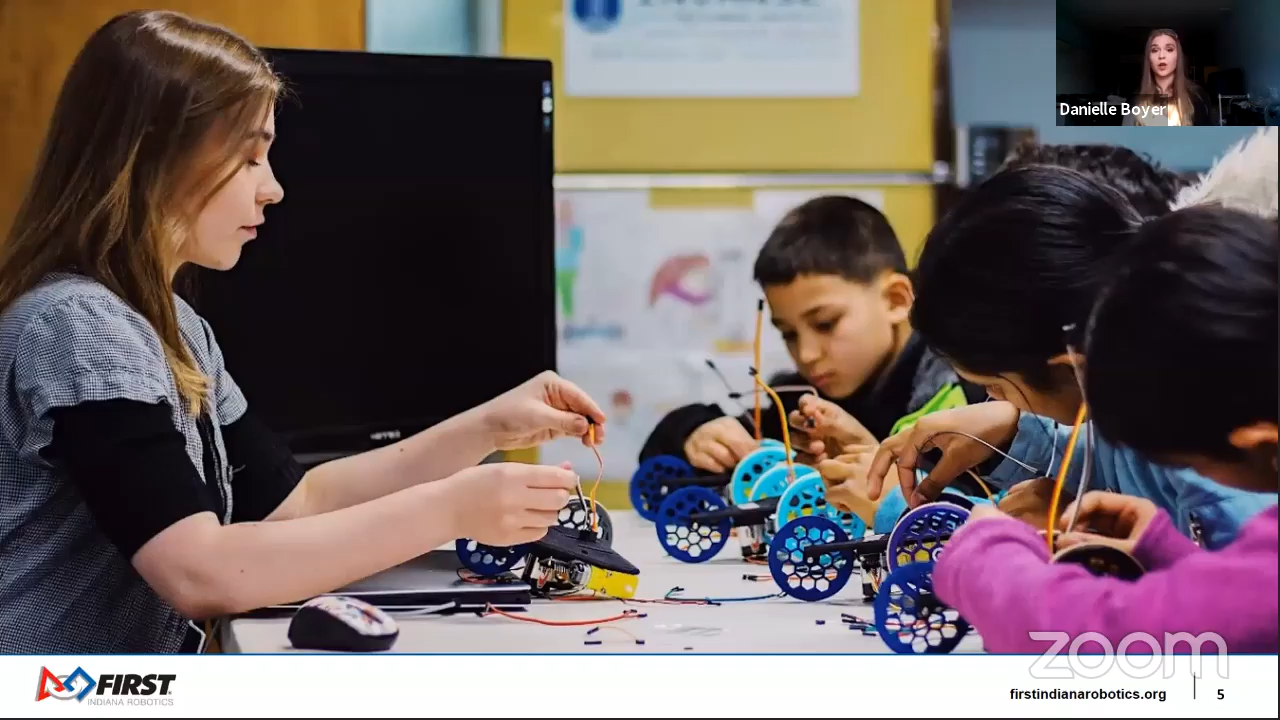 Danielle Boyer
zoom
FIRST
INDIANA ROBOTICS
firstindianarobotics.org
5